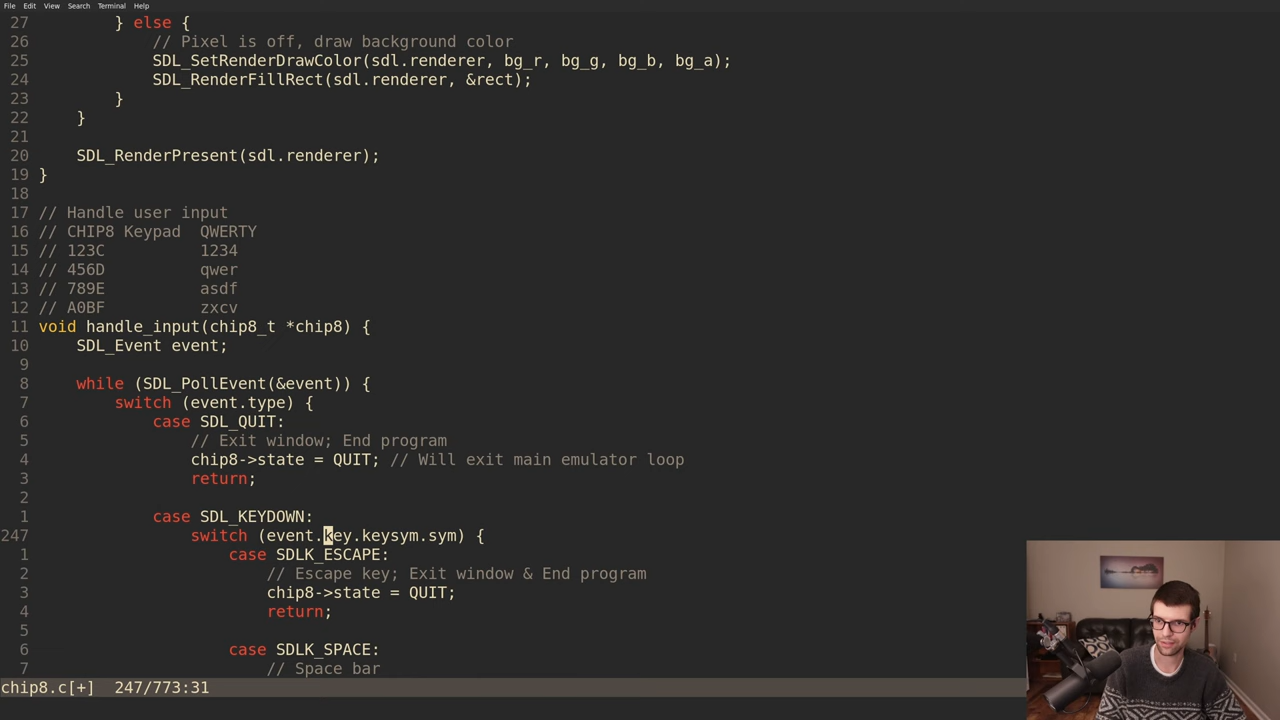 File Edit View Search Terminal Help
27         } else {
26             // Pixel is off, draw background color
25             SDL_SetRenderDrawColor(sdl.renderer, bg_r, bg_g, bg_b, bg_a);
24             SDL_RenderFillRect(sdl.renderer, &rect);
23         }
22     }
21
20     SDL_RenderPresent(sdl.renderer);
19 }
18
17 // Handle user input
16 // CHIP8 Keypad  QWERTY
15 // 123C          1234
14 // 456D          qwer
13 // 789E          asdf
12 // A0BF          zxcv
11 void handle_input(chip8_t *chip8) {
10     SDL_Event event;
9
8     while (SDL_PollEvent(&event)) {
7         switch (event.type) {
6             case SDL_QUIT:
5                 // Exit window; End program
4                 chip8->state = QUIT; // Will exit main emulator loop
3                 return;
2
1             case SDL_KEYDOWN:
247                 switch (event.key.keysym.sym) {
1                     case SDLK_ESCAPE:
2                         // Escape key; Exit window & End program
3                         chip8->state = QUIT;
4                         return;
5
6                     case SDLK_SPACE:
7                         // Space bar
chip8.c[+]  247/773:31